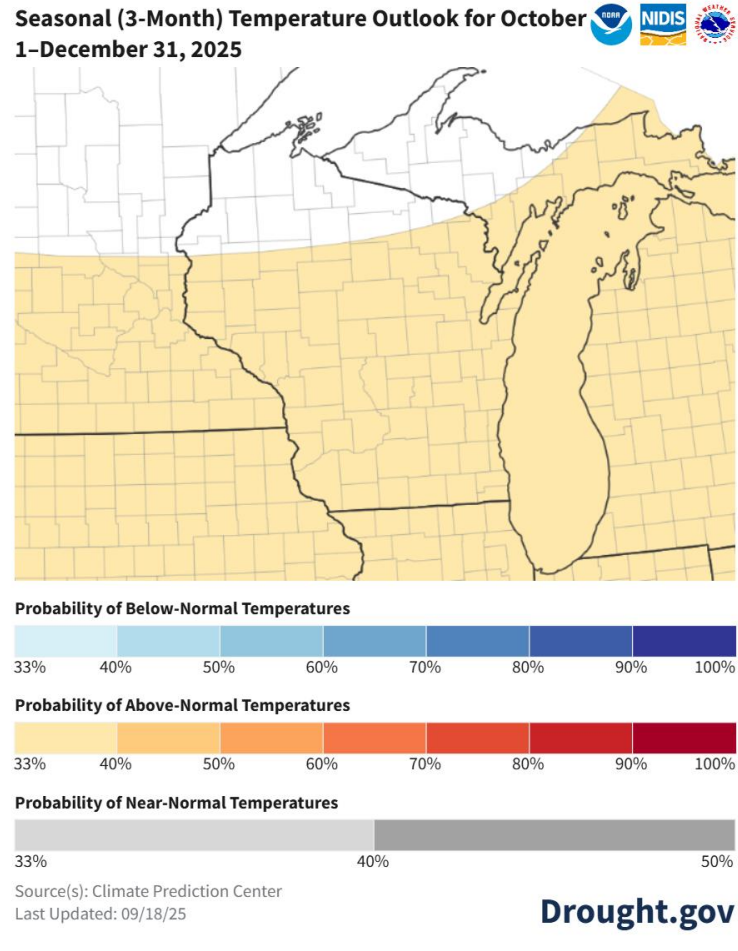 Seasonal (3-Month) Temperature Outlook for October
1–December 31, 2025
NOAA
NIDIS
NATIONAL WEATHER SERVICE
Probability of Below-Normal Temperatures
33% 40% 50% 60% 70% 80% 90% 100%
Probability of Above-Normal Temperatures
33% 40% 50% 60% 70% 80% 90% 100%
Probability of Near-Normal Temperatures
33% 40% 50%
Source(s): Climate Prediction Center
Last Updated: 09/18/25
Drought.gov